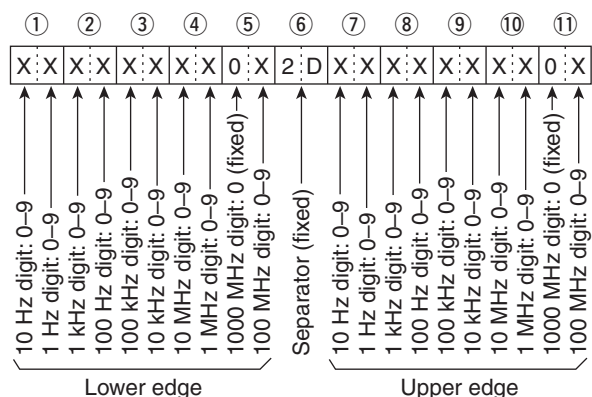 ① ② ③ ④ ⑤ ⑥ ⑦ ⑧ ⑨ ⑩ ⑪
X X X X X X X X 0 X 2 D X X X X X X X X 0 X
10 Hz digit: 0–9
1 Hz digit: 0–9
1 kHz digit: 0–9
100 Hz digit: 0–9
100 kHz digit: 0–9
10 kHz digit: 0–9
10 MHz digit: 0–9
1 MHz digit: 0–9
1000 MHz digit: 0 (fixed)
100 MHz digit: 0–9
Separator (fixed)
10 Hz digit: 0–9
1 Hz digit: 0–9
1 kHz digit: 0–9
100 Hz digit: 0–9
100 kHz digit: 0–9
10 kHz digit: 0–9
10 MHz digit: 0–9
1 MHz digit: 0–9
1000 MHz digit: 0 (fixed)
100 MHz digit: 0–9
Lower edge
Upper edge